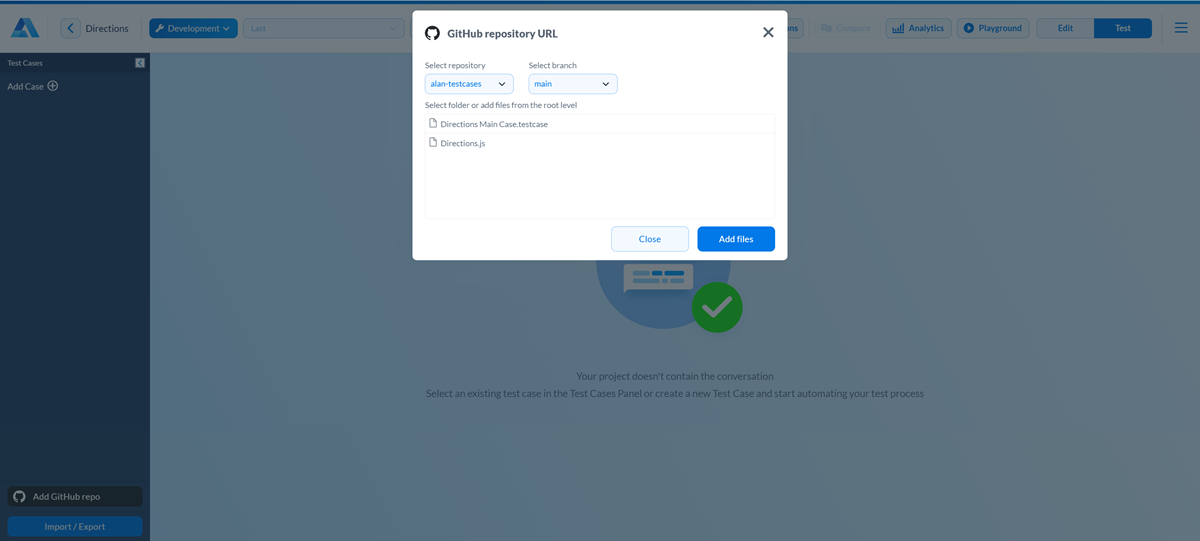 Directions
Development
Last
GitHub repository URL
ons
Compare
Analytics
Playground
Edit
Test
Test Cases
Add Case
Select repository
Select branch
alan-testcases
main
Select folder or add files from the root level
Directions Main Case.testcase
Directions.js
Close
Add files
Your project doesn't contain the conversation
Select an existing test case in the Test Cases Panel or create a new Test Case and start automating your test process
Add GitHub repo
Import / Export